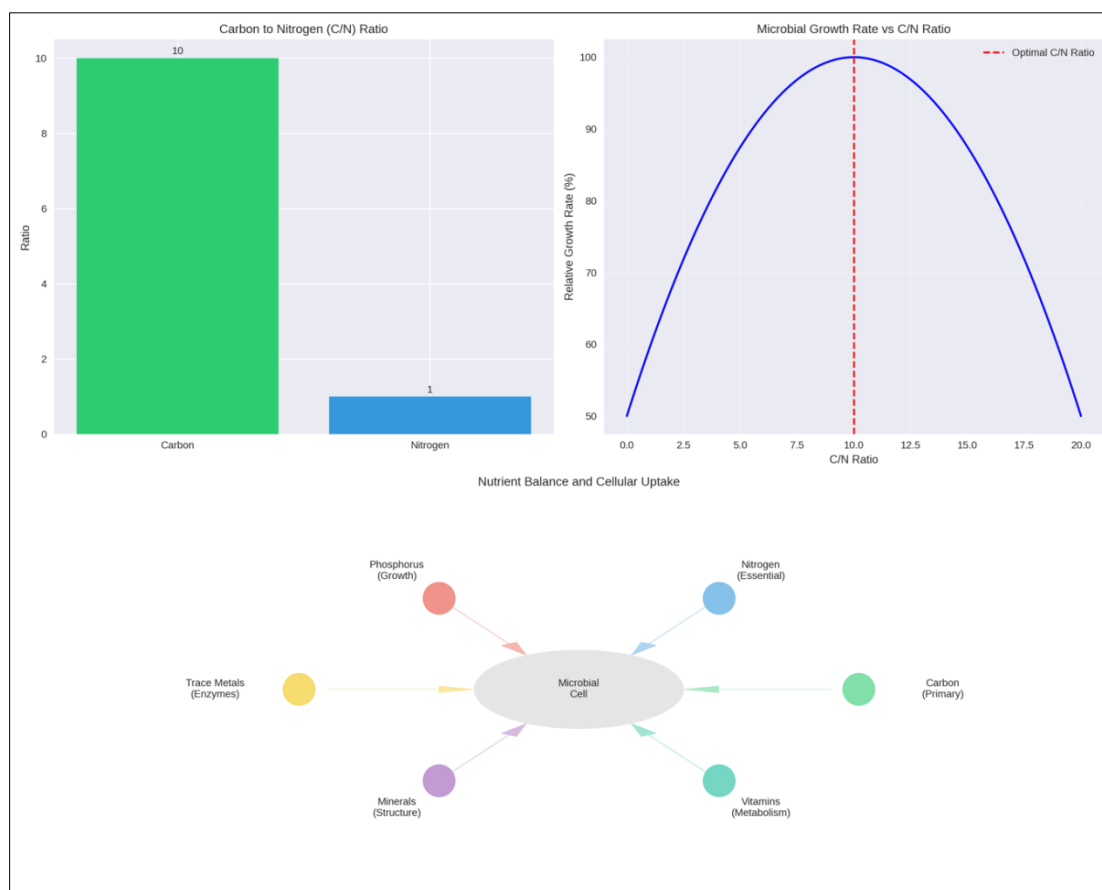 Carbon to Nitrogen (C/N) Ratio
10
1
Ratio
0
2
4
6
8
10
Carbon
Nitrogen
Microbial Growth Rate vs C/N Ratio
Optimal C/N Ratio
Relative Growth Rate (%)
100
90
80
70
60
50
0.0
2.5
5.0
7.5
10.0
12.5
15.0
17.5
20.0
C/N Ratio
Nutrient Balance and Cellular Uptake
Phosphorus
(Growth)
Nitrogen
(Essential)
Trace Metals
(Enzymes)
Microbial
Cell
Carbon
(Primary)
Minerals
(Structure)
Vitamins
(Metabolism)